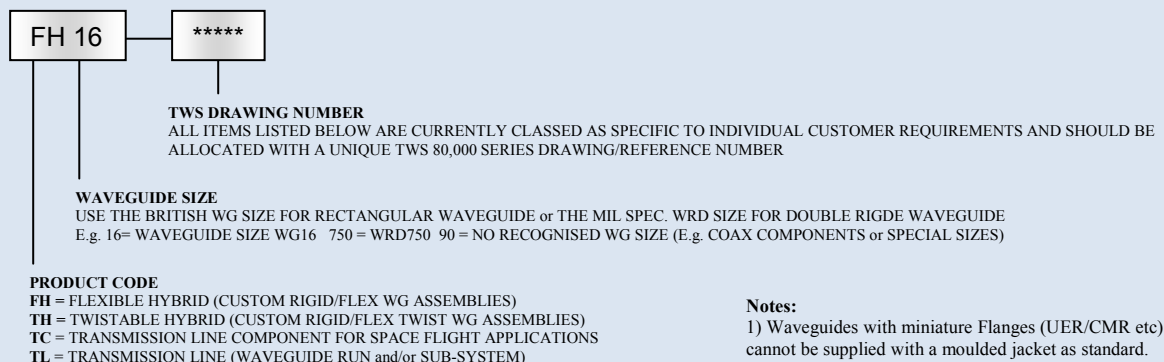 FH 16
*****
TWS DRAWING NUMBER
ALL ITEMS LISTED BELOW ARE CURRENTLY CLASSED AS SPECIFIC TO INDIVIDUAL CUSTOMER REQUIREMENTS AND SHOULD BE
ALLOCATED WITH A UNIQUE TWS 80,000 SERIES DRAWING/REFERENCE NUMBER
WAVEGUIDE SIZE
USE THE BRITISH WG SIZE FOR RECTANGULAR WAVEGUIDE or THE MIL SPEC. WRD SIZE FOR DOUBLE RIGDE WAVEGUIDE
E.g. 16= WAVEGUIDE SIZE WG16 750 = WRD750 90 = NO RECOGNISED WG SIZE (E.g. COAX COMPONENTS or SPECIAL SIZES)
PRODUCT CODE
FH = FLEXIBLE HYBRID (CUSTOM RIGID/FLEX WG ASSEMBLIES)
TH = TWISTABLE HYBRID (CUSTOM RIGID/FLEX TWIST WG ASSEMBLIES)
TC = TRANSMISSION LINE COMPONENT FOR SPACE FLIGHT APPLICATIONS
TL = TRANSMISSION LINE (WAVEGUIDE RUN and/or SUB-SYSTEM)
Notes:
1) Waveguides with miniature Flanges (UER/CMR etc)
cannot be supplied with a moulded jacket as standard.